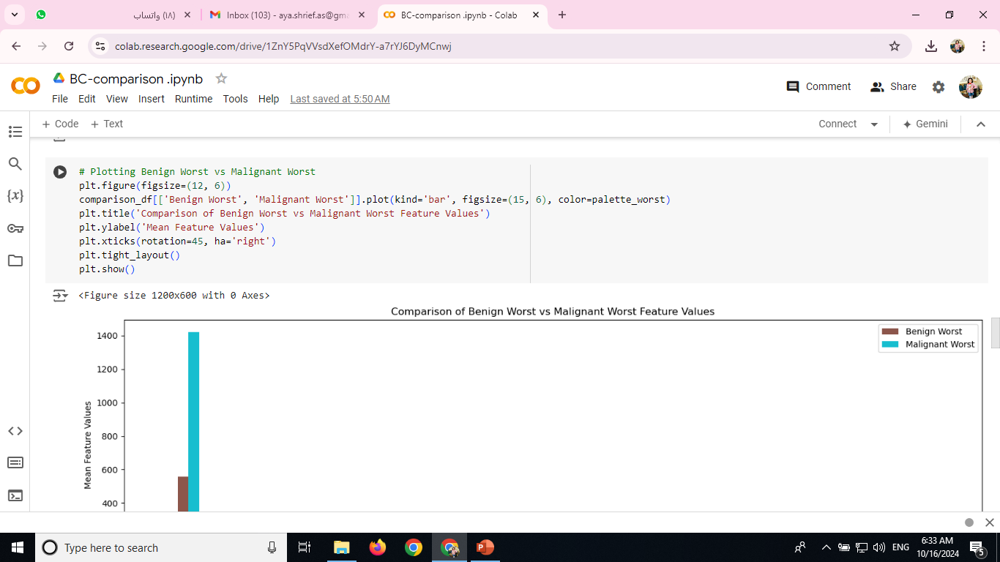 (١٨) واتساب
Inbox (103) - aya.shrief.as@gma
BC-comparison .ipynb - Colab
colab.research.google.com/drive/1ZnY5PqVVsdXefOMdrY-a7rYJ6DyMCnwj
BC-comparison .ipynb
File Edit View Insert Runtime Tools Help Last saved at 5:50 AM
Comment Share
+ Code + Text
Connect Gemini
# Plotting Benign Worst vs Malignant Worst
plt.figure(figsize=(12, 6))
comparison_df[['Benign Worst', 'Malignant Worst']].plot(kind='bar', figsize=(15, 6), color=palette_worst)
plt.title('Comparison of Benign Worst vs Malignant Worst Feature Values')
plt.ylabel('Mean Feature Values')
plt.xticks(rotation=45, ha='right')
plt.tight_layout()
plt.show()
{x}
<Figure size 1200x600 with 0 Axes>
Comparison of Benign Worst vs Malignant Worst Feature Values
Benign Worst
Malignant Worst
1400
1200
1000
800
600
400
Mean Feature Values
Type here to search
P
ENG
6:33 AM
10/16/2024
5